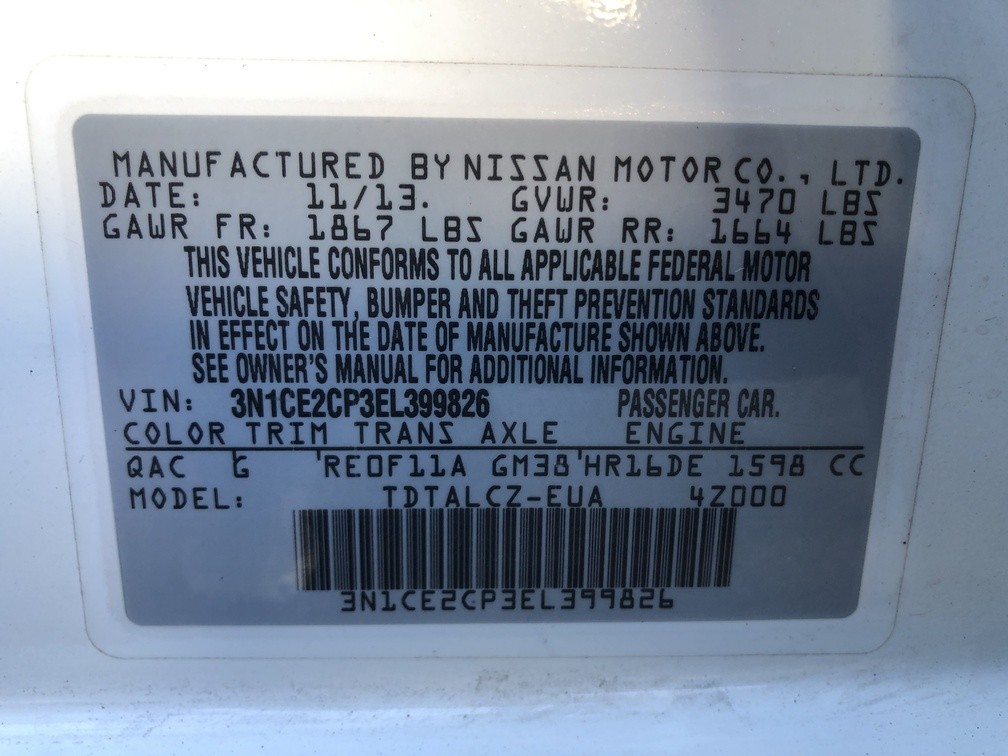 MANUFACTURED BY NISSAN MOTOR CO., LTD.
DATE: 11/13. GVWR: 3470 LBS
GAWR FR: 1867 LBS GAWR RR: 1664 LBS
THIS VEHICLE CONFORMS TO ALL APPLICABLE FEDERAL MOTOR
VEHICLE SAFETY, BUMPER AND THEFT PREVENTION STANDARDS
IN EFFECT ON THE DATE OF MANUFACTURE SHOWN ABOVE.
SEE OWNER'S MANUAL FOR ADDITIONAL INFORMATION.
VIN: 3N1CE2CP3EL399826 PASSENGER CAR.
COLOR TRIM TRANS AXLE ENGINE
QAC G 'RE0F11A GM38'HR16DE 1598 CC
MODEL: TDTALCZ-EUA 4Z000
3N1CE2CP3EL399826